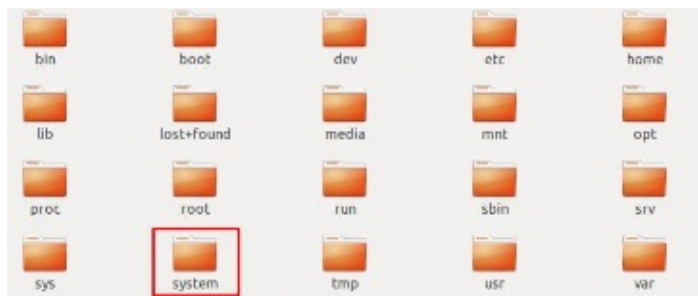 bin boot dev etc home
lib lost+found media mnt opt
proc root run sbin srv
sys system tmp usr var